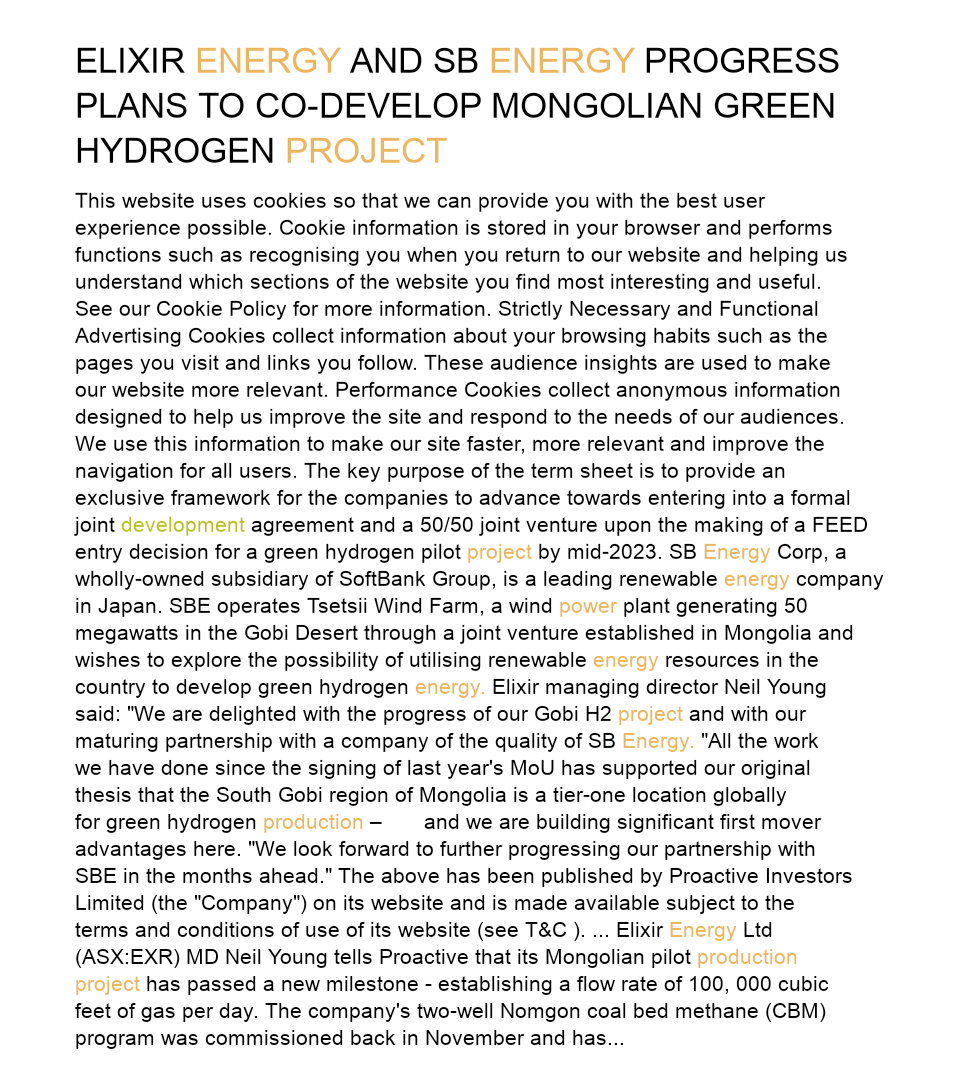 ELIXIR ENERGY AND SB ENERGY PROGRESS
PLANS TO CO-DEVELOP MONGOLIAN GREEN
HYDROGEN PROJECT
This website uses cookies so that we can provide you with the best user
experience possible. Cookie information is stored in your browser and performs
functions such as recognising you when you return to our website and helping us
understand which sections of the website you find most interesting and useful.
See our Cookie Policy for more information. Strictly Necessary and Functional
Advertising Cookies collect information about your browsing habits such as the
pages you visit and links you follow. These audience insights are used to make
our website more relevant. Performance Cookies collect anonymous information
designed to help us improve the site and respond to the needs of our audiences.
We use this information to make our site faster, more relevant and improve the
navigation for all users. The key purpose of the term sheet is to provide an
exclusive framework for the companies to advance towards entering into a formal
joint development agreement and a 50/50 joint venture upon the making of a FEED
entry decision for a green hydrogen pilot project by mid-2023. SB Energy Corp, a
wholly-owned subsidiary of SoftBank Group, is a leading renewable energy company
in Japan. SBE operates Tsetsii Wind Farm, a wind power plant generating 50
megawatts in the Gobi Desert through a joint venture established in Mongolia and
wishes to explore the possibility of utilising renewable energy resources in the
country to develop green hydrogen energy. Elixir managing director Neil Young
said: "We are delighted with the progress of our Gobi H2 project and with our
maturing partnership with a company of the quality of SB Energy. "All the work
we have done since the signing of last year's MoU has supported our original
thesis that the South Gobi region of Mongolia is a tier-one location globally
for green hydrogen production – and we are building significant first mover
advantages here. "We look forward to further progressing our partnership with
SBE in the months ahead." The above has been published by Proactive Investors
Limited (the "Company") on its website and is made available subject to the
terms and conditions of use of its website (see T&C ). ... Elixir Energy Ltd
(ASX:EXR) MD Neil Young tells Proactive that its Mongolian pilot production
project has passed a new milestone - establishing a flow rate of 100, 000 cubic
feet of gas per day. The company's two-well Nomgon coal bed methane (CBM)
program was commissioned back in November and has...